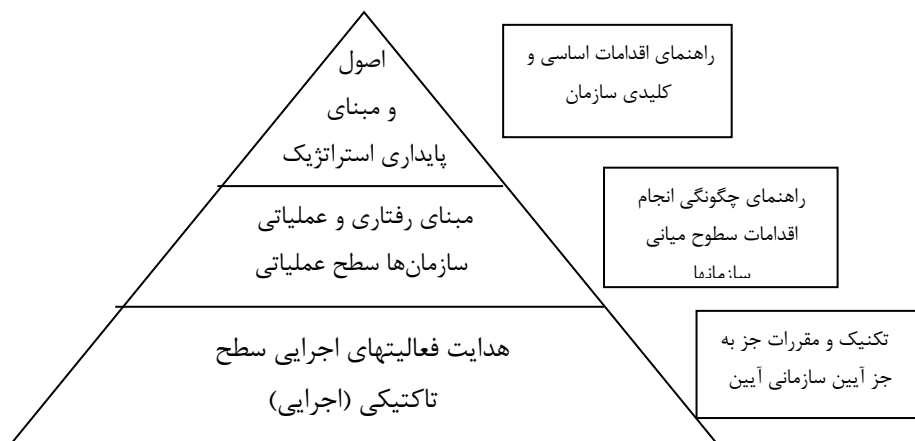 اصول
و مبنای
پایداری استراتژیک
راهنمای اقدامات اساسی و
کلیدی سازمان
مبنای رفتاری و عملیاتی
سازمان‌ها سطح عملیاتی
راهنمای چگونگی انجام
اقدامات سطوح میانی
سازمانها
هدایت فعالیتهای اجرایی سطح
تاکتیکی (اجرایی)
تکنیک و مقررات جز به
جز آیین سازمانی آیین